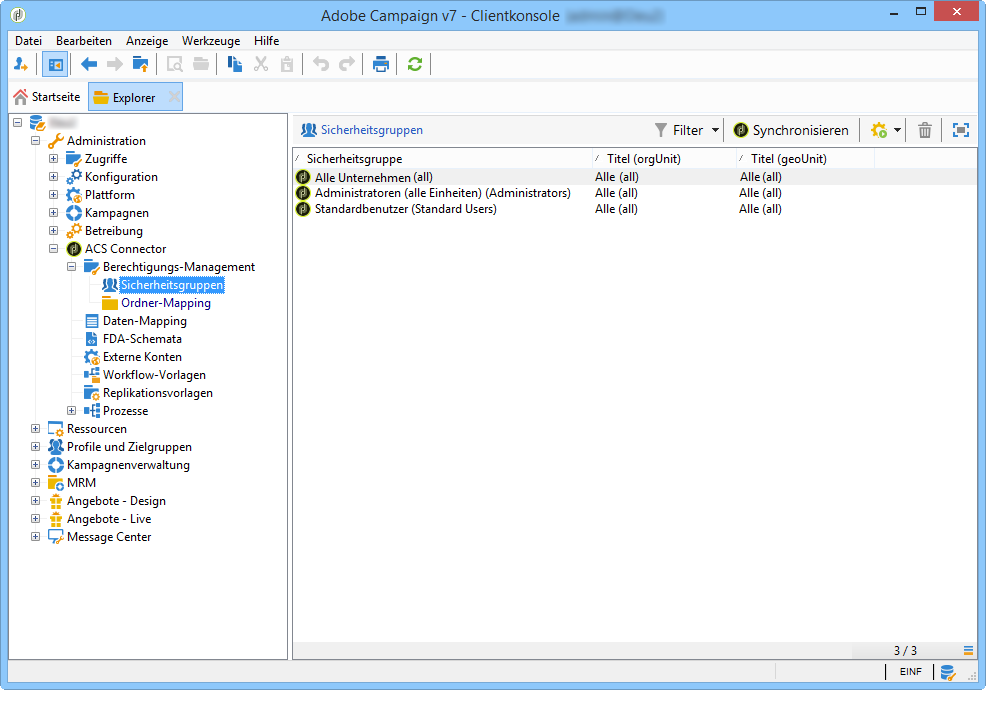 Adobe Campaign v7 - Clientkonsole
Datei Bearbeiten Anzeige Werkzeuge Hilfe
Startseite Explorer
Administration
Zugriffe
Konfiguration
Plattform
Kampagnen
Betreibung
ACS Connector
Berechtigungs-Management
Sicherheitsgruppen
Ordner-Mapping
Daten-Mapping
FDA-Schemata
Externe Konten
Workflow-Vorlagen
Replikationsvorlagen
Prozesse
Ressourcen
Profile und Zielgruppen
Kampagnenverwaltung
MRM
Angebote - Design
Angebote - Live
Message Center
Sicherheitsgruppen Filter Synchronisieren
Sicherheitsgruppe Titel (orgUnit) Titel (geoUnit)
Alle Unternehmen (all) Alle (all) Alle (all)
Administratoren (alle Einheiten) (Administrators) Alle (all) Alle (all)
Standardbenutzer (Standard Users) Alle (all) Alle (all)
3 / 3
EINF